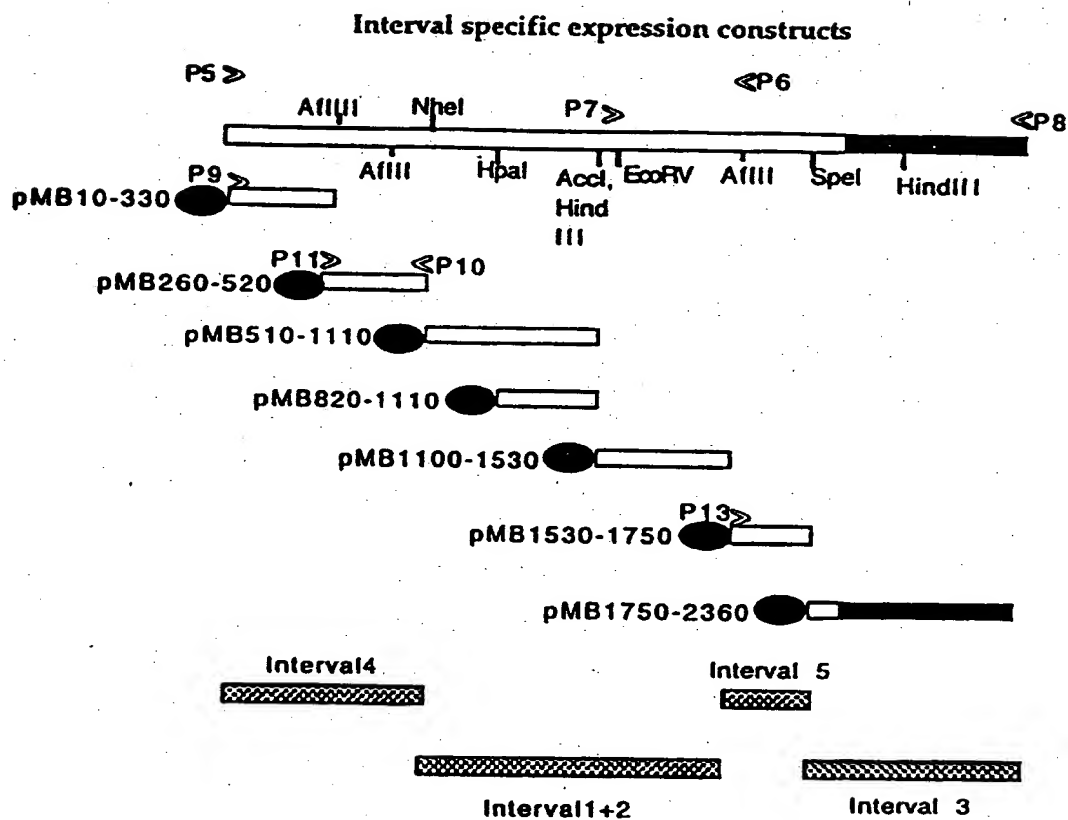 Interval specific expression constructs
P5
P6
AflIII
NheI
P7
P8
AflII
HpaI
AccI,
Hind
III
EcoRV
AflII
SpeI
HindIII
P9
pMB10-330
P11
P10
pMB260-520
pMB510-1110
pMB820-1110
pMB1100-1530
P13
pMB1530-1750
pMB1750-2360
Interval4
Interval 5
Interval1+2
Interval 3